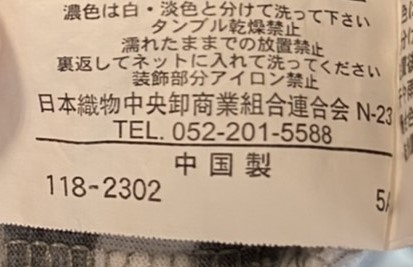 濃色は白・淡色と分けて洗って下さい
タンブル乾燥禁止
濡れたままでの放置禁止
裏返してネットに入れて洗ってください
装飾部分アイロン禁止
日本織物中央卸商業組合連合会 N-23
TEL. 052-201-5588
中国製
118-2302